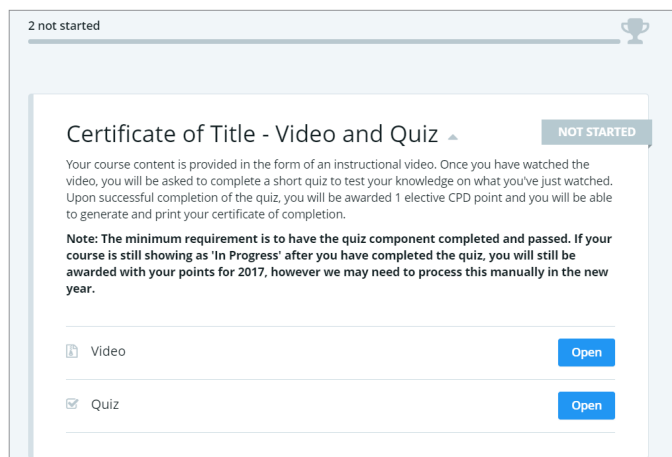 2 not started
Certificate of Title - Video and Quiz
NOT STARTED
Your course content is provided in the form of an instructional video. Once you have watched the
video, you will be asked to complete a short quiz to test your knowledge on what you've just watched.
Upon successful completion of the quiz, you will be awarded 1 elective CPD point and you will be able
to generate and print your certificate of completion.
Note: The minimum requirement is to have the quiz component completed and passed. If your
course is still showing as 'In Progress' after you have completed the quiz, you will still be
awarded with your points for 2017, however we may need to process this manually in the new
year.
Video
Open
Quiz
Open